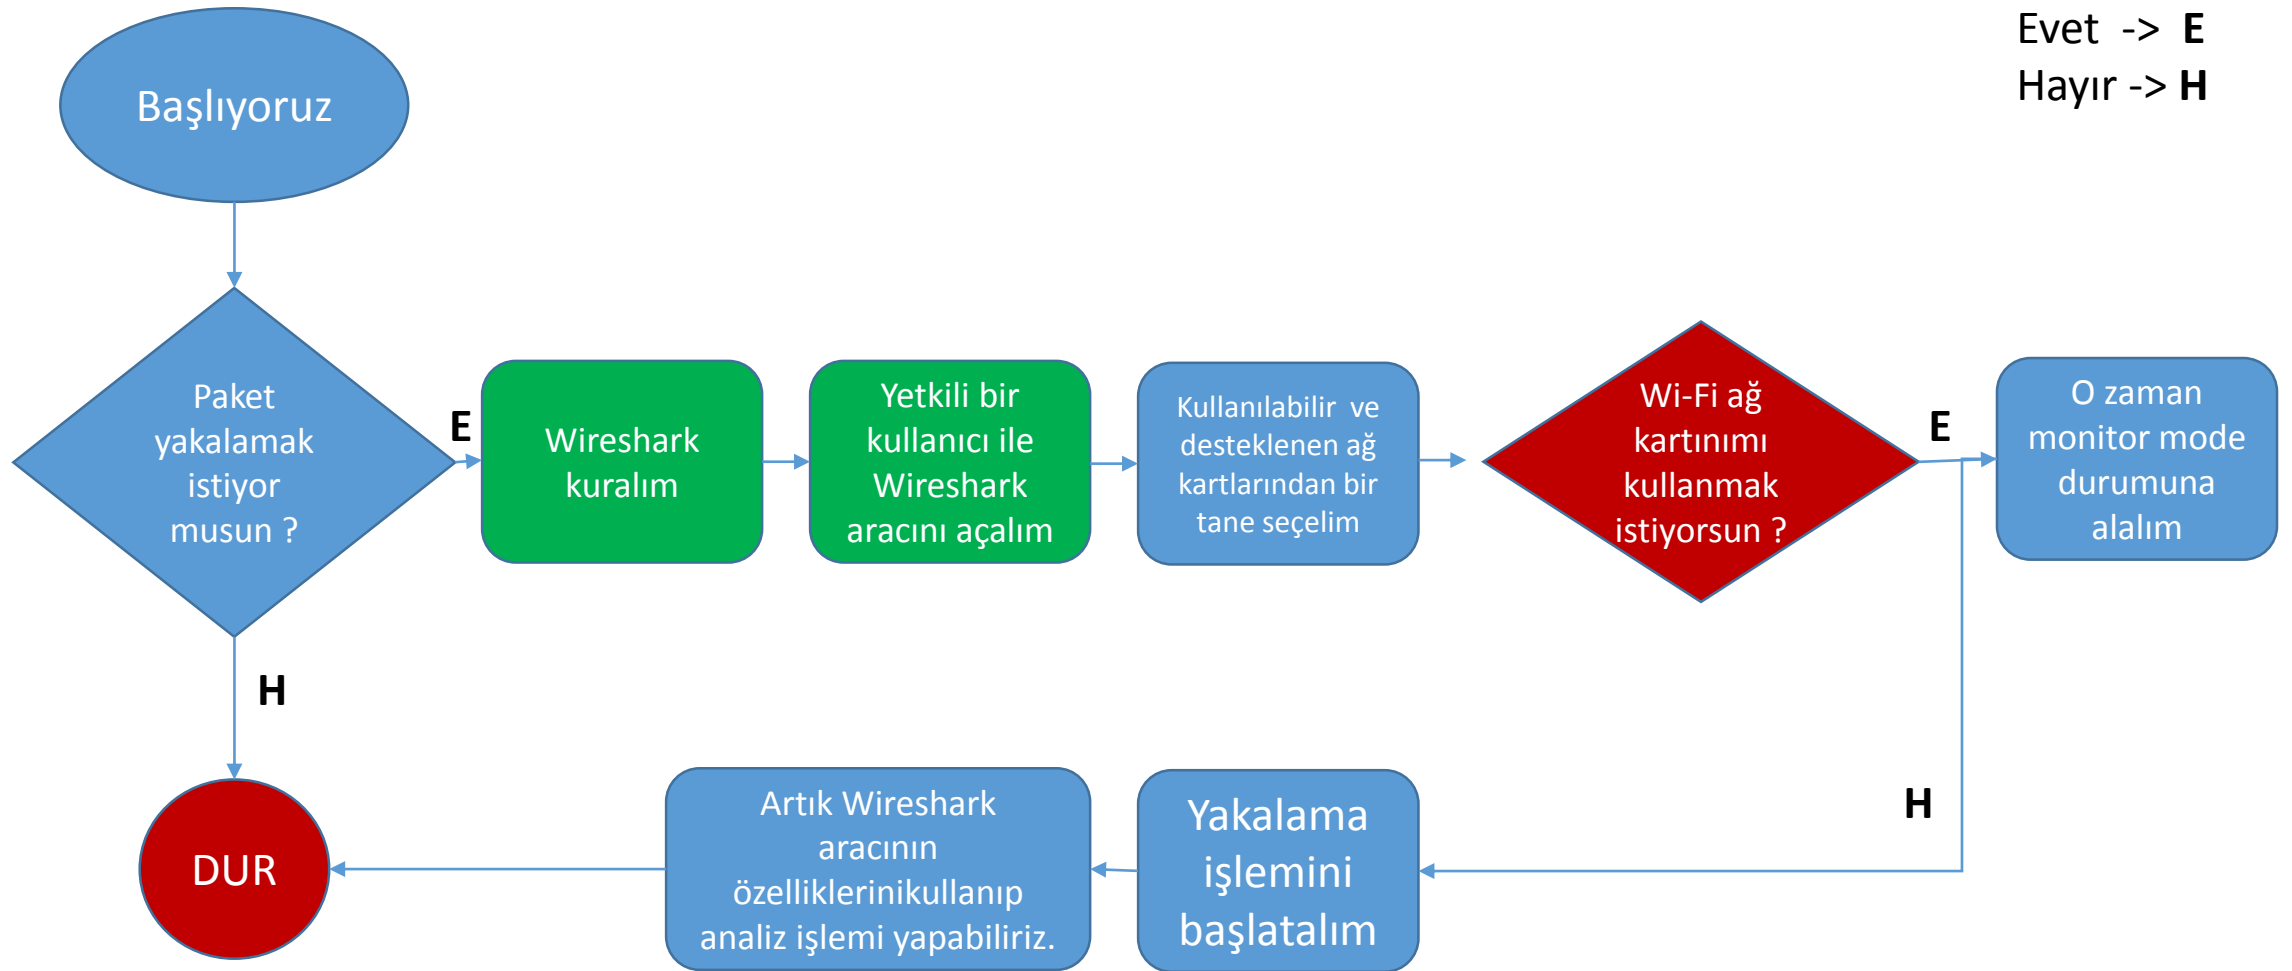 Evet -> E
Hayır -> H
Başlıyoruz
Paket
yakalamak
istiyor
musun ?
E
Wireshark
kuralım
Yetkili bir
kullanıcı ile
Wireshark
aracını açalım
Kullanılabilir ve
desteklenen ağ
kartlarından bir
tane seçelim
Wi-Fi ağ
kartınımı
kullanmak
istiyorsun ?
E
O zaman
monitor mode
durumuna
alalım
H
H
Yakalama
işlemini
başlatalım
Artık Wireshark
aracının
özelliklerinikullanıp
analiz işlemi yapabiliriz.
DUR